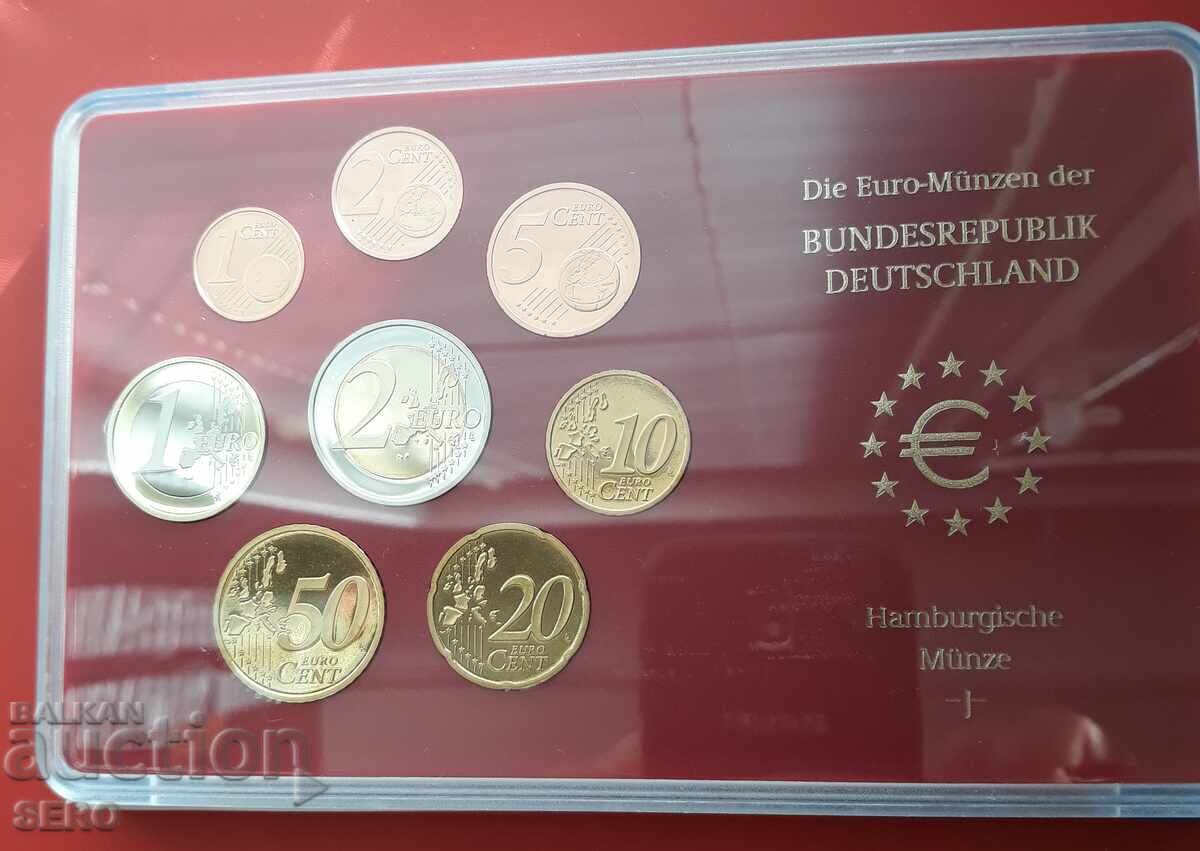 Die Euro-Münzen der
BUNDESREPUBLIK
DEUTSCHLAND
€
Hamburgische
Münze
-J-
2 EURO
CENT
1 EURO
CENT
5 EURO
CENT
1 EURO
2 EURO
10 EURO
CENT
50 EURO
CENT
20 EURO
CENT
BALKAN
auction
SERO